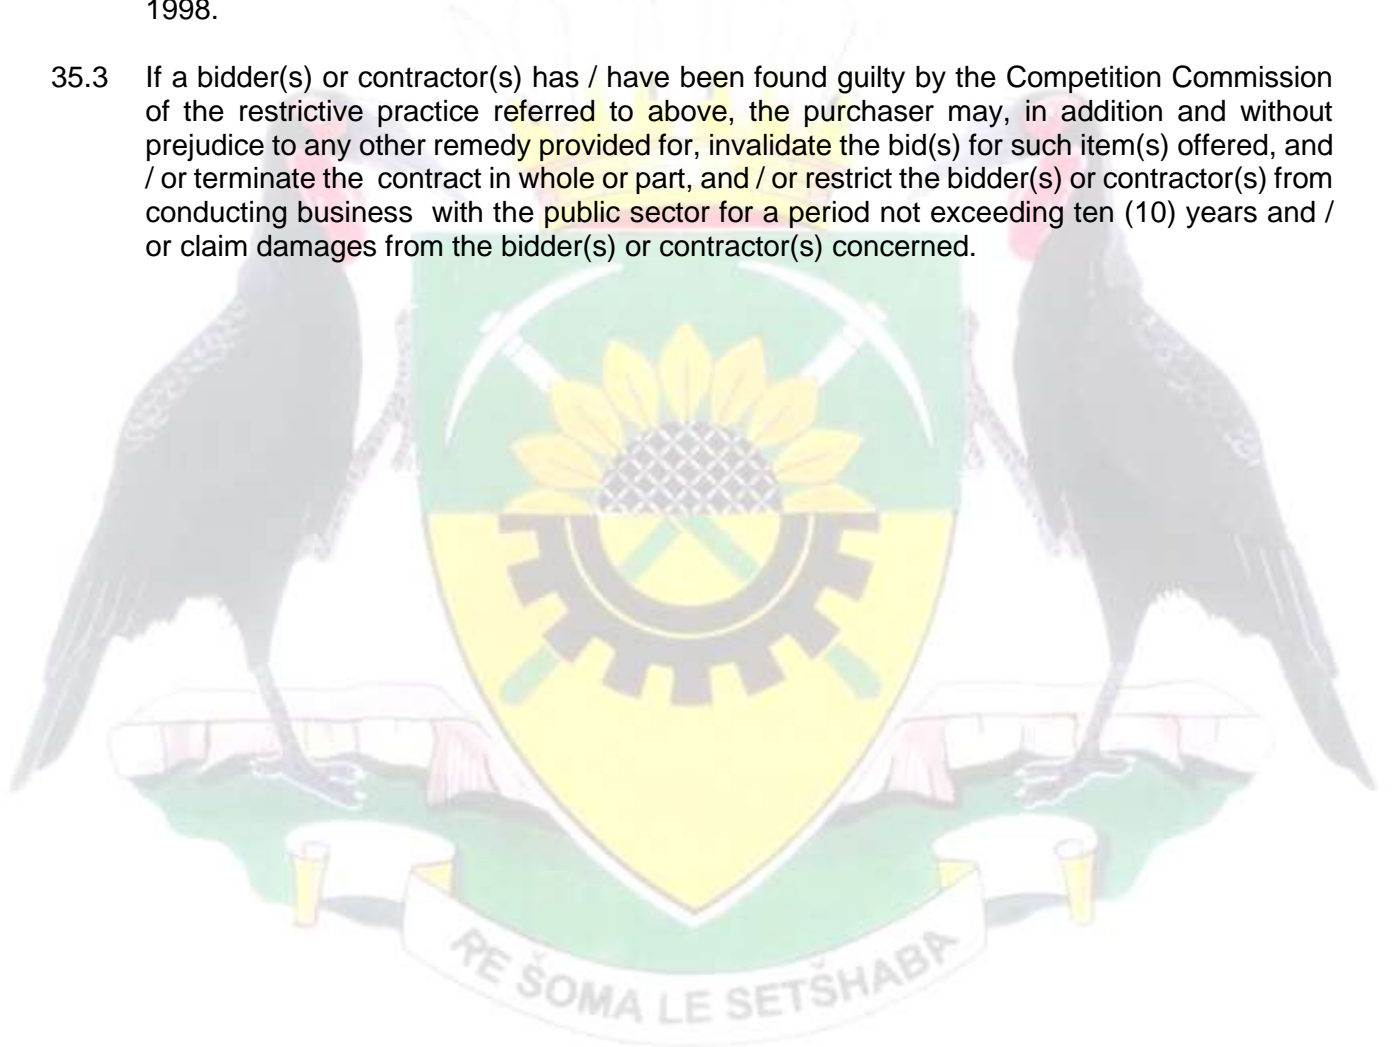 1998.
35.3 If a bidder(s) or contractor(s) has / have been found guilty by the Competition Commission
of the restrictive practice referred to above, the purchaser may, in addition and without
prejudice to any other remedy provided for, invalidate the bid(s) for such item(s) offered, and
/ or terminate the contract in whole or part, and / or restrict the bidder(s) or contractor(s) from
conducting business with the public sector for a period not exceeding ten (10) years and /
or claim damages from the bidder(s) or contractor(s) concerned.
RE ŠOMA LE SETŠHABA